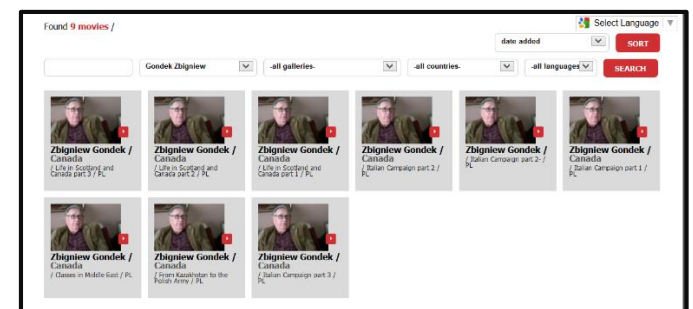 Found 9 movies /
Select Language
date added
SORT
Gondek Zbigniew
-all galleries-
-all countries-
-all languages
SEARCH
Zbigniew Gondek /
Canada
/ Life in Scotland and
Canada part 3 / PL
Zbigniew Gondek /
Canada
/ Life in Scotland and
Canada part 2 / PL
Zbigniew Gondek /
Canada
/ Life in Scotland and
Canada part 1 / PL
Zbigniew Gondek /
Canada
/ Italian Campaign part 2 /
PL
Zbigniew Gondek /
Canada
/ Italian Campaign part 2- /
PL
Zbigniew Gondek /
Canada
/ Italian Campaign part 1 /
PL
Zbigniew Gondek /
Canada
/ Classes in Middle East / PL
Zbigniew Gondek /
Canada
/ From Kazakhstan to the
Polish Army / PL
Zbigniew Gondek /
Canada
/ Italian Campaign part 3 /
PL